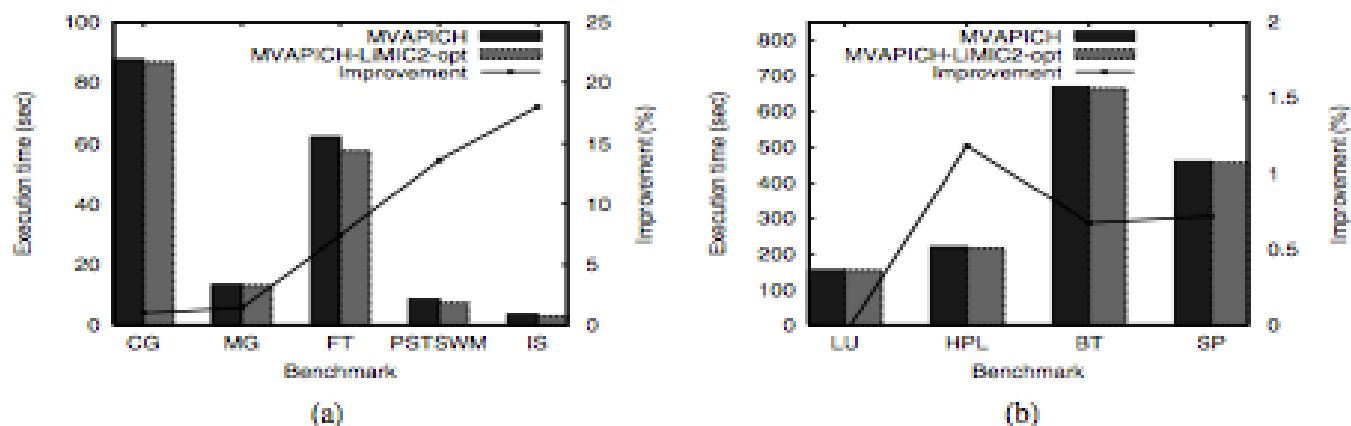 100
80
60
40
20
0
Execution time (sec)
MVAPICH
MVAPICH-LiMIC2-opt
Improvement
25
20
15
10
5
0
Improvement (%)
CG MG FT PSTSWM IS
Benchmark
(a)
800
700
600
500
400
300
200
100
0
Execution time (sec)
MVAPICH
MVAPICH-LiMIC2-opt
Improvement
2
1.5
1
0.5
0
Improvement (%)
LU HPL BT SP
Benchmark
(b)